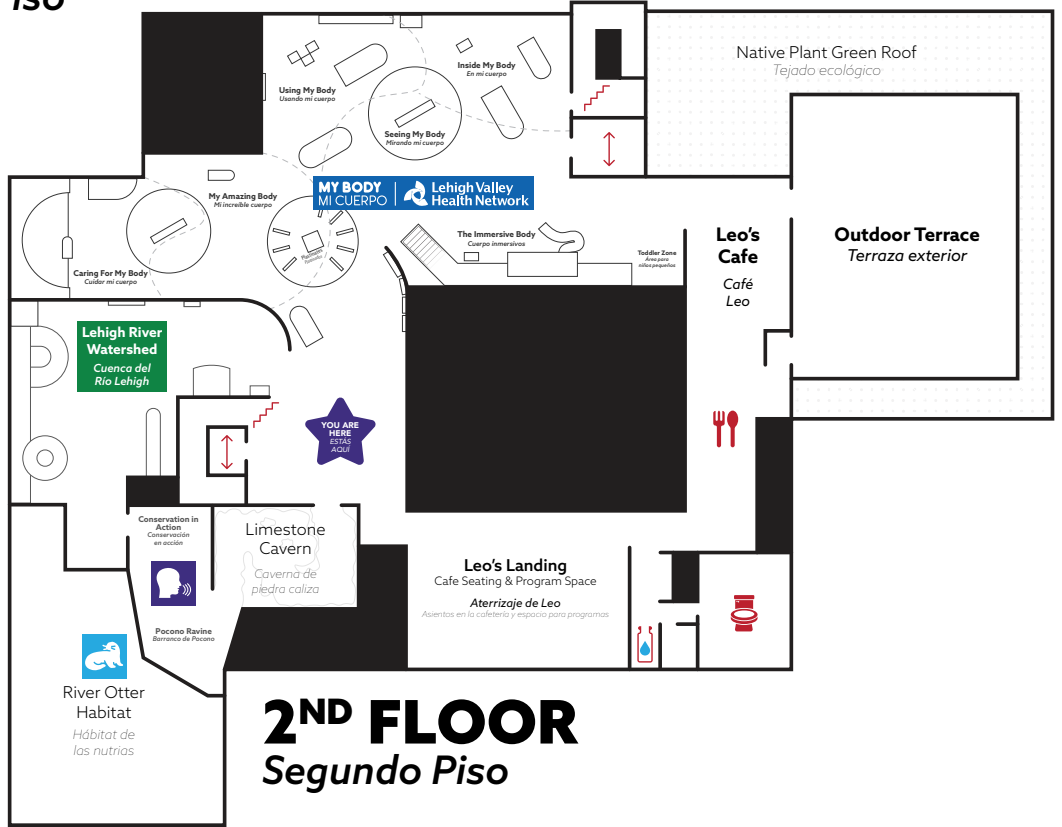 iso
Native Plant Green Roof
Tejado ecológico
Inside My Body
En mi cuerpo
Using My Body
Usando mi cuerpo
Seeing My Body
Mirando mi cuerpo
MY BODY
MI CUERPO
Lehigh Valley
Health Network
My Amazing Body
Mi increíble cuerpo
The Immersive Body
Cuerpo inmersivos
Toddler Zone
Área para
niños pequeños
Leo's
Cafe
Café
Leo
Outdoor Terrace
Terraza exterior
Caring For My Body
Cuidar mi cuerpo
Lehigh River
Watershed
Cuenca del
Río Lehigh
YOU ARE
HERE
ESTÁS
AQUÍ
Conservation in
Action
Conservación
en acción
Limestone
Cavern
Caverna de
piedra caliza
Leo's Landing
Cafe Seating & Program Space
Aterrizaje de Leo
Asientos en la cafetería y espacio para programas
Pocono Ravine
Barranco de Pocono
River Otter
Habitat
Hábitat de
las nutrias
2ND FLOOR
Segundo Piso